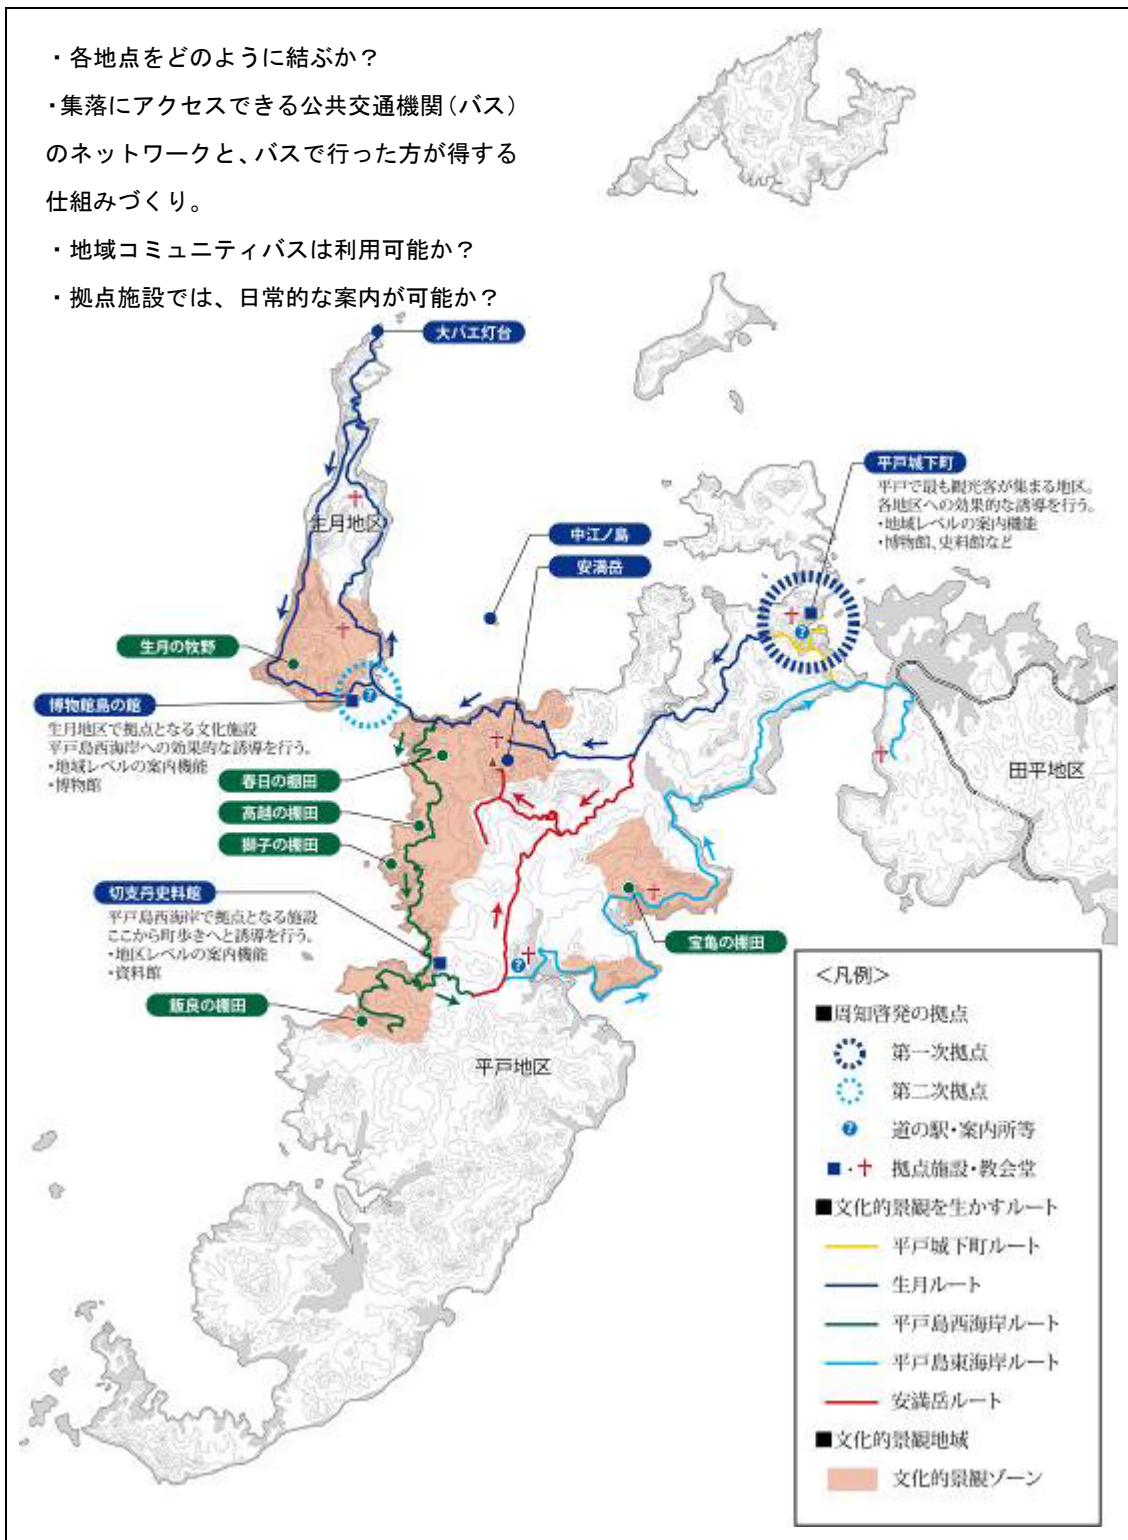 ・各地点をどのように結ぶか？
・集落にアクセスできる公共交通機関（バス）
のネットワークと、バスで行った方が得する
仕組みづくり。
・地域コミュニティバスは利用可能か？
・拠点施設では、日常的な案内が可能か？
大バエ灯台
平戸城下町
平戸で最も観光客が集まる地区。
各地区への効果的な誘導を行う。
・地域レベルの案内機能
・博物館、史料館など
生月地区
中江ノ島
安満岳
生月の牧野
博物館島の館
生月地区で拠点となる文化施設
平戸島西海岸への効果的な誘導を行う。
・地域レベルの案内機能
・博物館
春日の棚田
高越の棚田
獅子の棚田
田平地区
切支丹史料館
平戸島西海岸で拠点となる施設
ここから町歩きへと誘導を行う。
・地区レベルの案内機能
・資料館
宝亀の棚田
飯良の棚田
平戸地区
＜凡例＞
■周知啓発の拠点
第一次拠点
第二次拠点
? 道の駅・案内所等
■・✝ 拠点施設・教会堂
■文化的景観を生かすルート
平戸城下町ルート
生月ルート
平戸島西海岸ルート
平戸島東海岸ルート
安満岳ルート
■文化的景観地域
文化的景観ゾーン